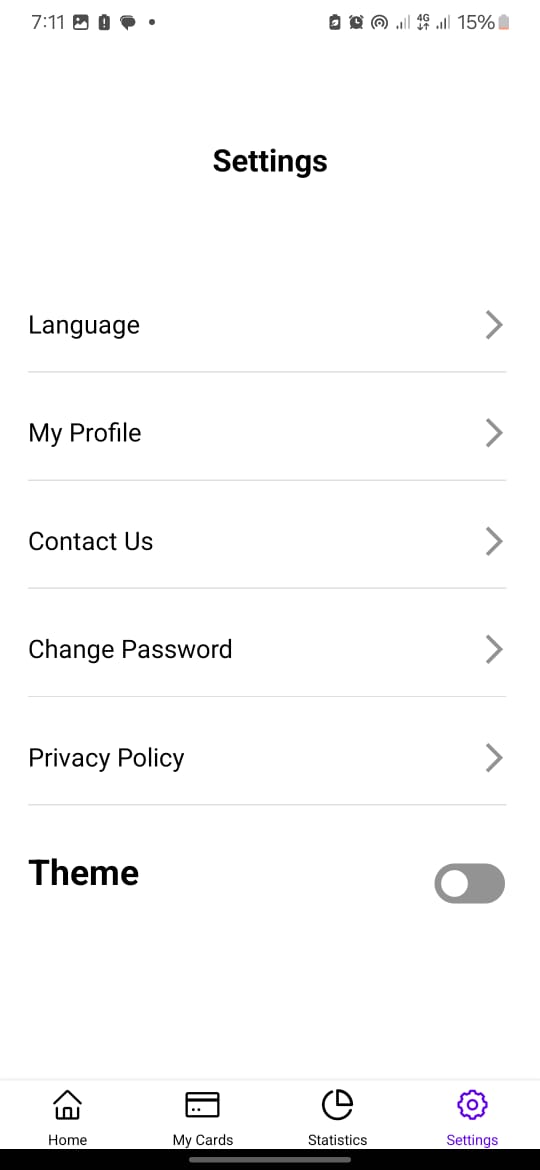 7:11 4G 15%
Settings
Language
My Profile
Contact Us
Change Password
Privacy Policy
Theme
Home My Cards Statistics Settings